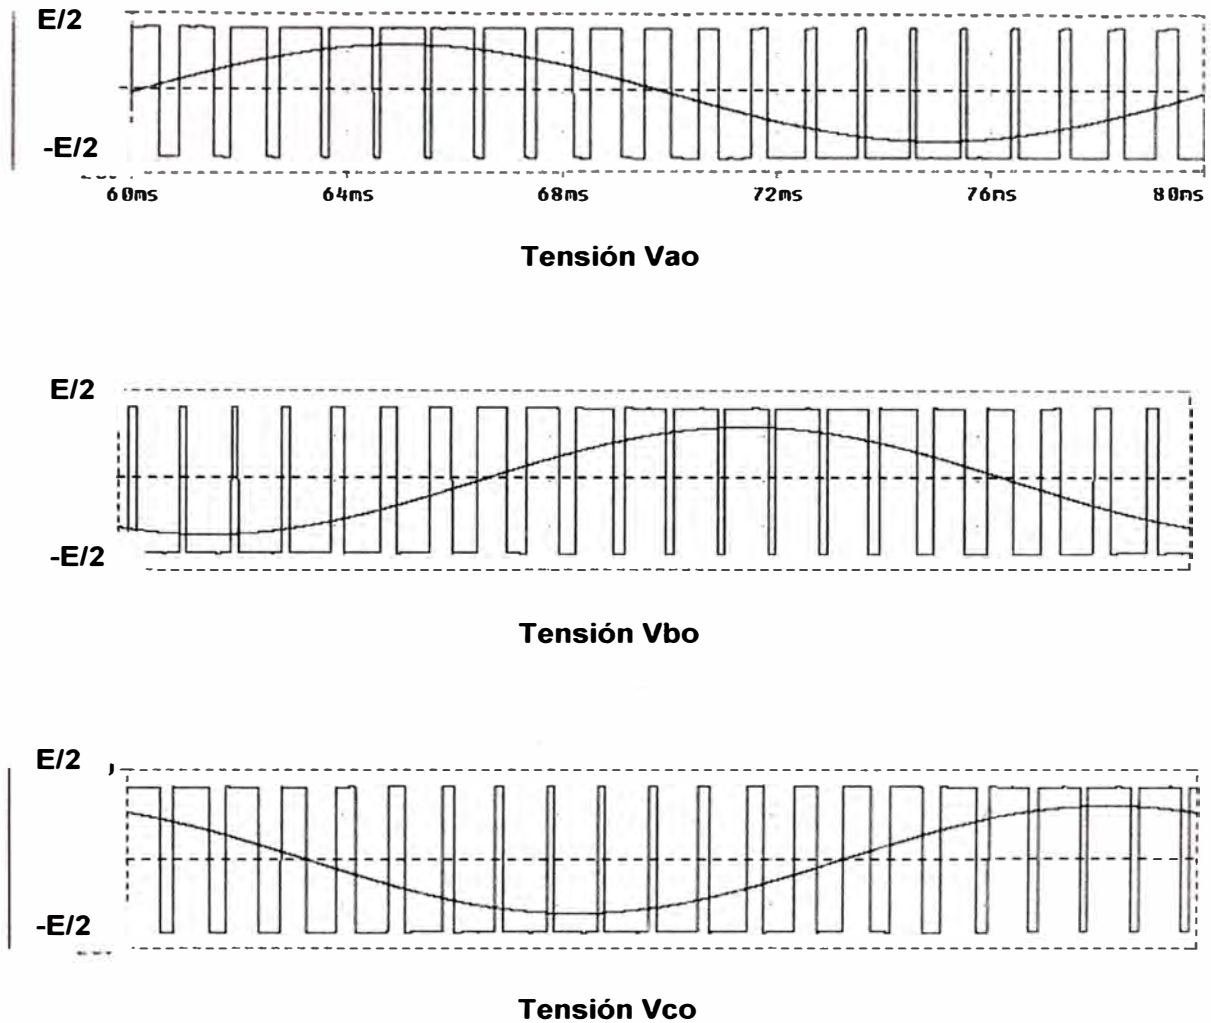 E/2
-E/2
60ms 64ms 68ms 72ms 76ms 80ms
Tensión Vao
E/2
-E/2
Tensión Vbo
E/2
-E/2
Tensión Vco